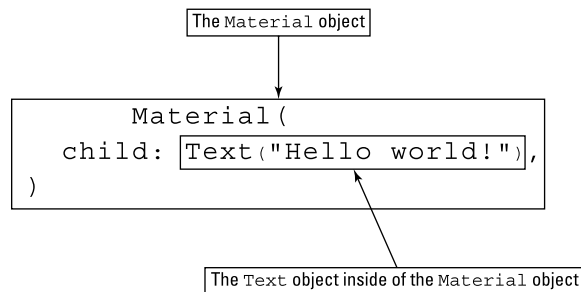 The Material object
Material(
child: Text("Hello world!"),
)
The Text object inside of the Material object